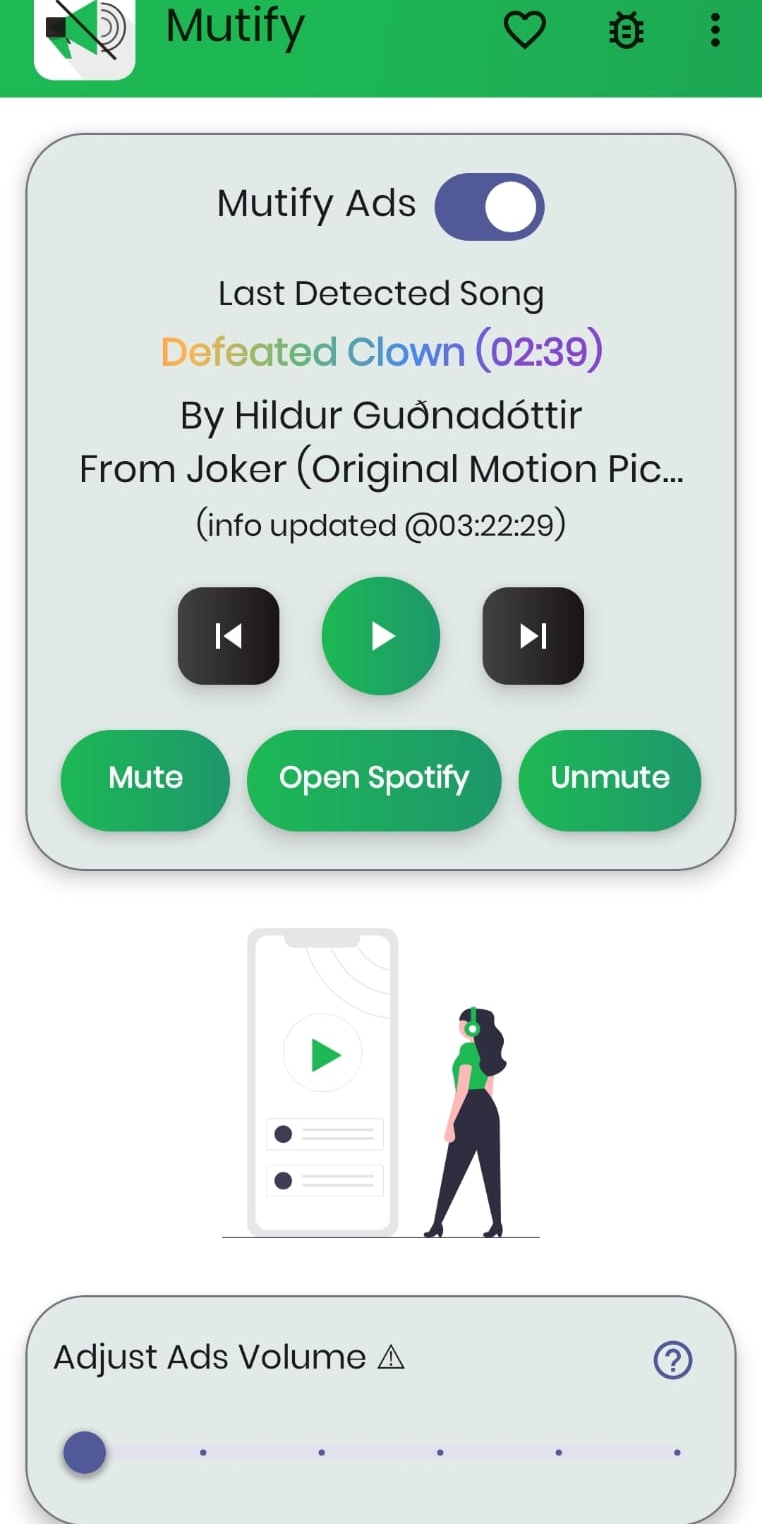 Mutify
Mutify Ads
Last Detected Song
Defeated Clown (02:39)
By Hildur Guðnadóttir
From Joker (Original Motion Pic...
(info updated @03:22:29)
Mute
Open Spotify
Unmute
Adjust Ads Volume ⚠